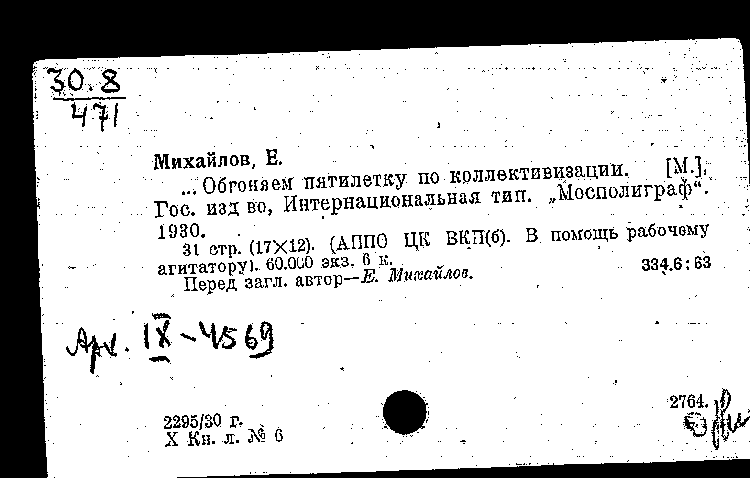 30.8
471
Михайлов, Е.
... Обгоняем пятилетку по коллективизации. [М.],
Гос. изд во, Интернациональная тип. „Мосполиграф“.
1930.
31 стр. (17×12). (АППО ЦК ВКП(б). В помощь рабочему
агитатору). 60.000 экз. 6 к.
Перед загл. автор—Е. Михайлов.
334.6:63
Арх. IX-4569
2764.
2295/30 г.
X Кн. л. № 6